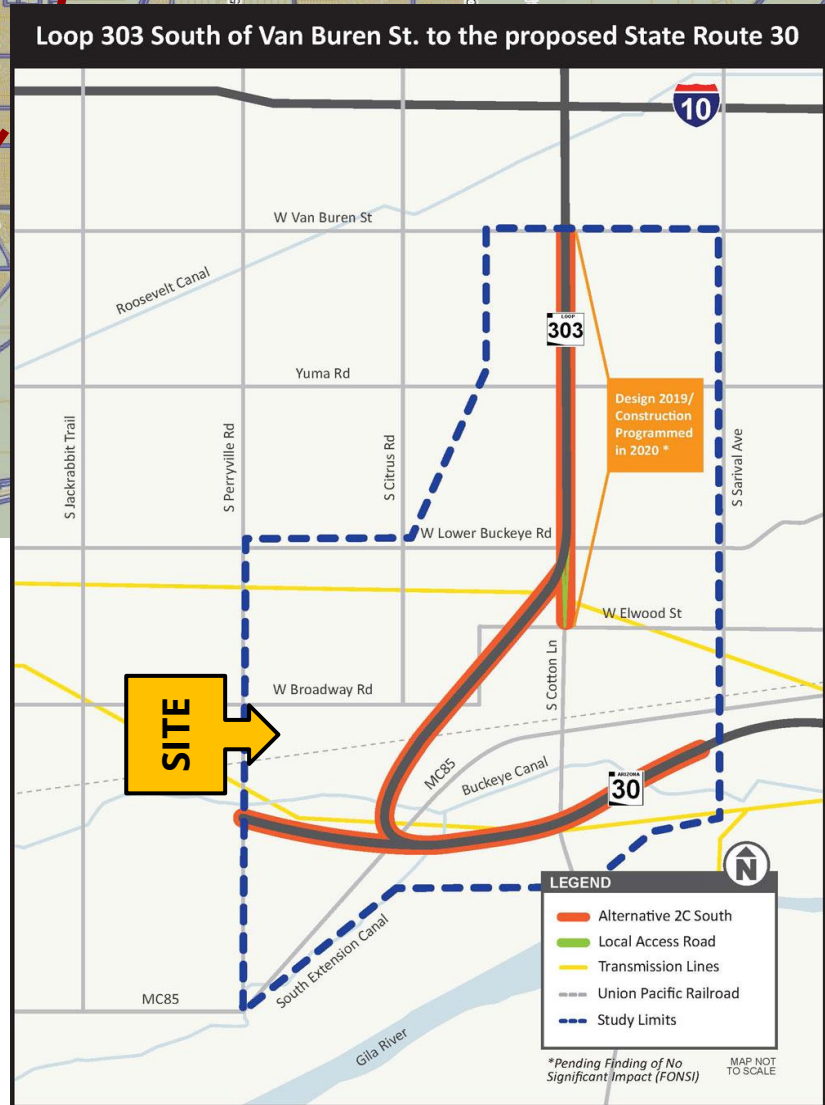 Loop 303 South of Van Buren St. to the proposed State Route 30
10
W Van Buren St
Roosevelt Canal
LOOP
303
Yuma Rd
Design 2019/
Construction
Programmed
in 2020 *
S Jackrabbit Trail
S Perryville Rd
S Citrus Rd
S Sarival Ave
W Lower Buckeye Rd
W Elwood St
S Cotton Ln
W Broadway Rd
SITE
MC85
Buckeye Canal
ARIZONA
30
N
LEGEND
Alternative 2C South
Local Access Road
Transmission Lines
Union Pacific Railroad
Study Limits
South Extension Canal
MC85
Gila River
*Pending Finding of No
Significant Impact (FONSI)
MAP NOT
TO SCALE